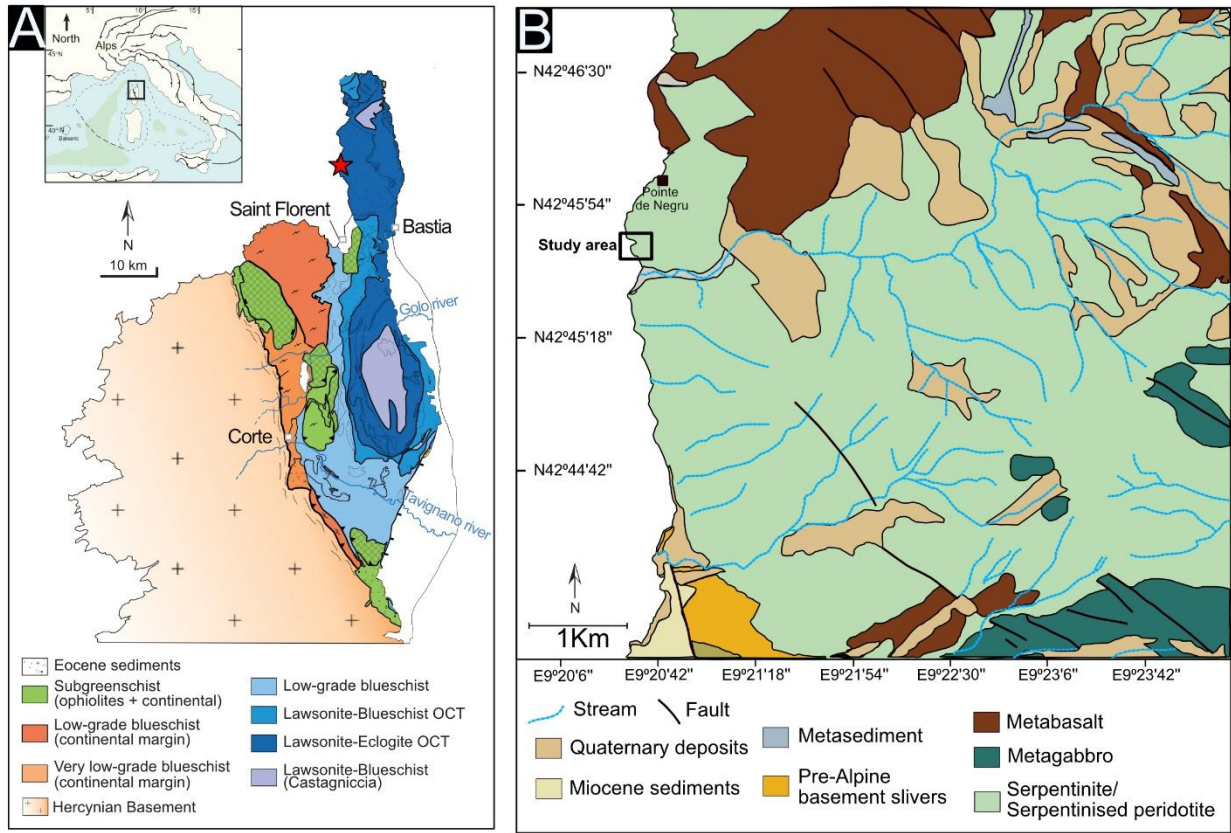 A
North
Alps
45°N
40°N
Balearic
N
10 km
Saint Florent
Bastia
Golo river
Corte
Tavignano river
Eocene sediments
Subgreenschist
(ophiolites + continental)
Low-grade blueschist
(continental margin)
Very low-grade blueschist
(continental margin)
Hercynian Basement
Low-grade blueschist
Lawsonite-Blueschist OCT
Lawsonite-Eclogite OCT
Lawsonite-Blueschist
(Castagniccia)
B
N42º46'30"
N42º45'54"
N42º45'18"
N42º44'42"
Pointe
de Negru
Study area
N
1Km
E9º20'6"
E9º20'42"
E9º21'18"
E9º21'54"
E9º22'30"
E9º23'6"
E9º23'42"
Stream
Fault
Quaternary deposits
Miocene sediments
Metasediment
Pre-Alpine
basement slivers
Metabasalt
Metagabbro
Serpentinite/
Serpentinised peridotite